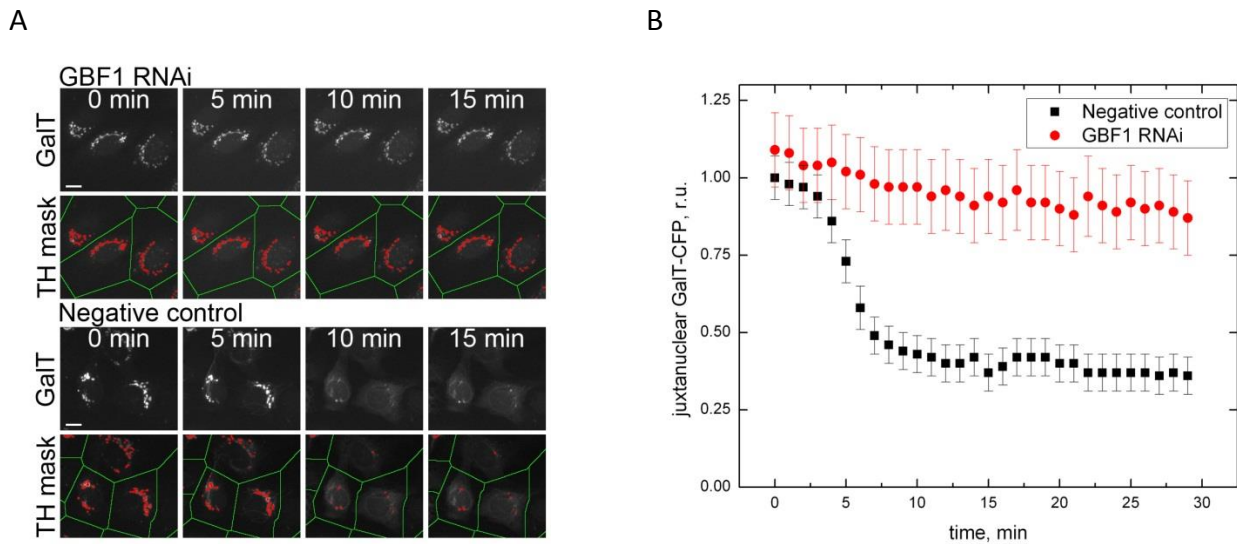 A
B
GBF1 RNAi
0 min 5 min 10 min 15 min
GalT
TH mask
Negative control
0 min 5 min 10 min 15 min
GalT
TH mask
1.25
1.00
0.75
0.50
0.25
0.00
juxtanuclear GalT-CFP, r.u.
Negative control
GBF1 RNAi
0 5 10 15 20 25 30
time, min